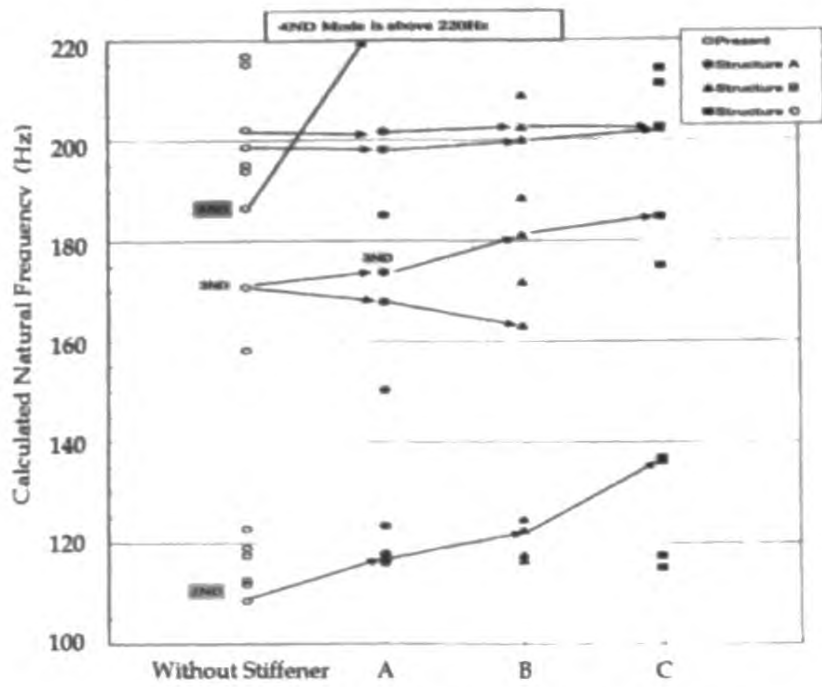 4ND Mode is above 220Hz
220
200
180
160
140
120
100
Calculated Natural Frequency (Hz)
Present
Structure A
Structure B
Structure C
4ND
3ND
3ND
2ND
Without Stiffener
A
B
C